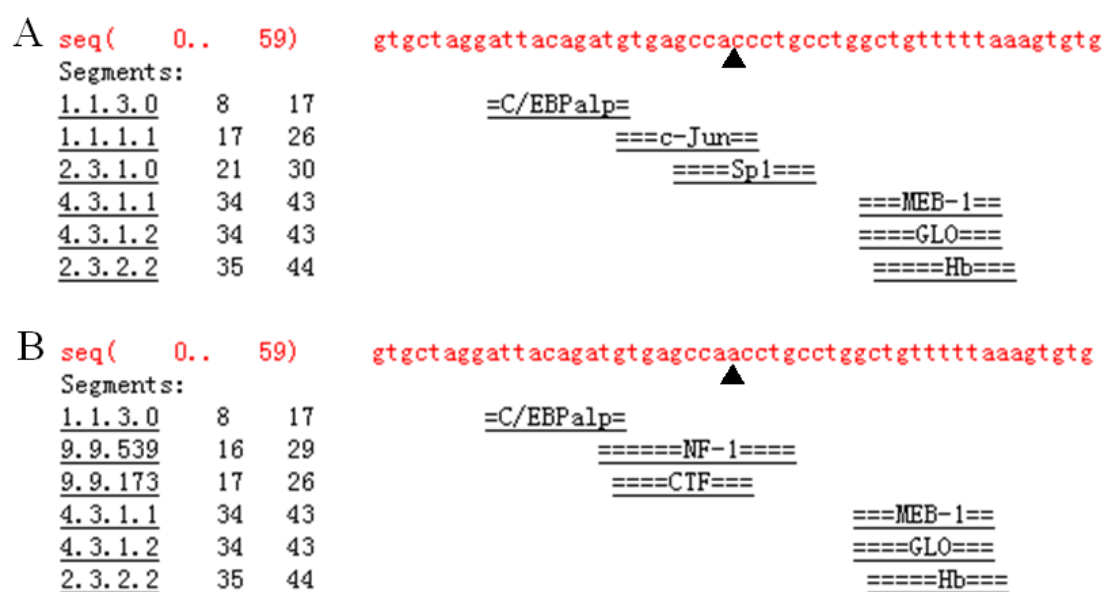 A seq( 0.. 59) gtgctaggattacagatgtgagccaccctgcctggctgtttttaaagtgtg
Segments:
1.1.3.0 8 17 =C/EBPalp=
1.1.1.1 17 26 ===c-Jun==
2.3.1.0 21 30 ====Sp1===
4.3.1.1 34 43 ===MEB-1==
4.3.1.2 34 43 ====GLO===
2.3.2.2 35 44 =====Hb===
B seq( 0.. 59) gtgctaggattacagatgtgagccaacctgcctggctgtttttaaagtgtg
Segments:
1.1.3.0 8 17 =C/EBPalp=
9.9.539 16 29 ======NF-1====
9.9.173 17 26 ====CTF===
4.3.1.1 34 43 ===MEB-1==
4.3.1.2 34 43 ====GLO===
2.3.2.2 35 44 =====Hb===